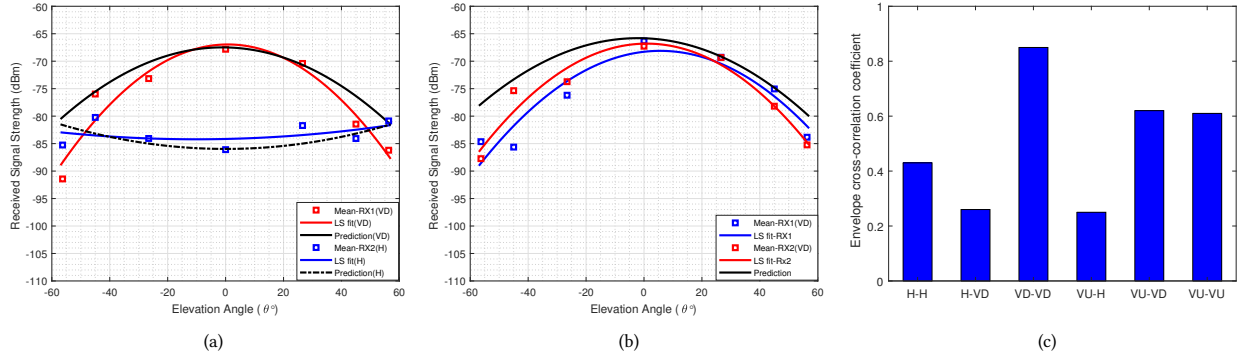 -60
-65
-70
-75
-80
-85
-90
-95
-100
-105
-110
Received Signal Strength (dBm)
-60 -40 -20 0 20 40 60
Elevation Angle ( θ°)
Mean-RX1(VD)
LS fit(VD)
Prediction(VD)
Mean-RX2(H)
LS fit(H)
Prediction(H)
(a)
-60
-65
-70
-75
-80
-85
-90
-95
-100
-105
-110
Received Signal Strength (dBm)
-60 -40 -20 0 20 40 60
Elevation Angle ( θ°)
Mean-RX1(VD)
LS fit-RX1
Mean-RX2(VD)
LS fit-Rx2
Prediction
(b)
1
0.8
0.6
0.4
0.2
0
Envelope cross-correlation coefficient
H-H H-VD VD-VD VU-H VU-VD VU-VU
(c)